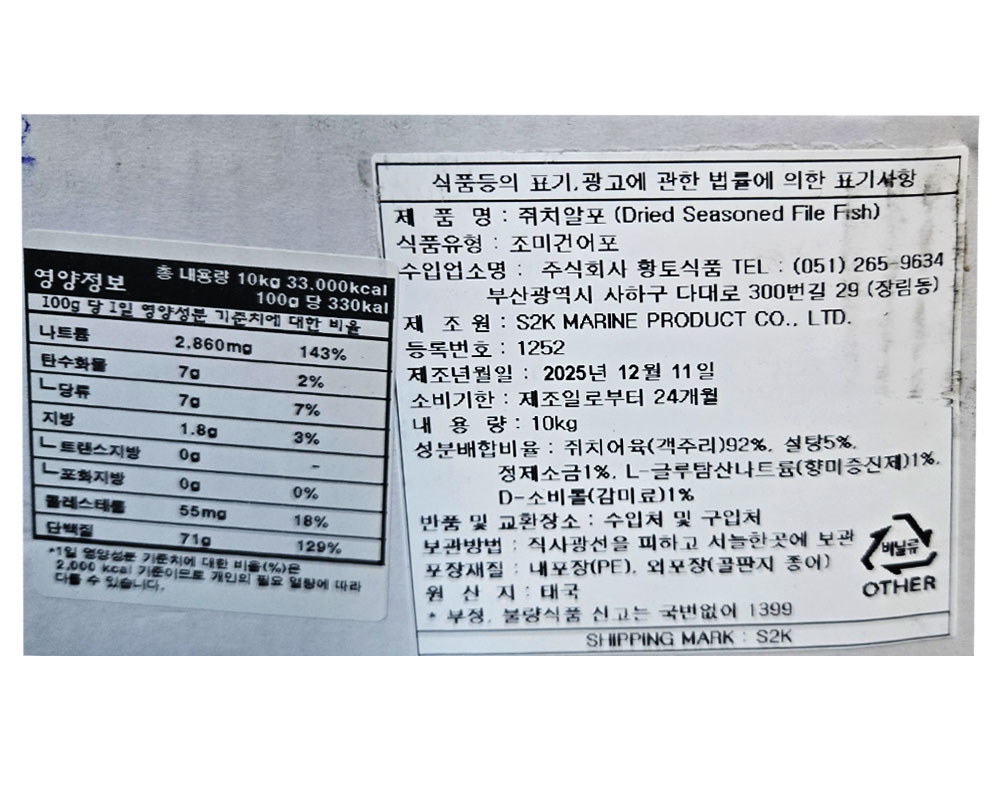 영양정보
총 내용량 10kg 33.000kcal
100g 당 330kal
100g 당 1일 영양성분 기준치에 대한 비율
나트륨 2,860mg 143%
탄수화물 7g 2%
ㄴ당류 7g 7%
지방 1.8g 3%
ㄴ트랜스지방 0g -
ㄴ포화지방 0g 0%
콜레스테롤 55mg 18%
단백질 71g 129%
*1일 영양성분 기준치에 대한 비율(%)은
2,000 kcal 기준이므로 개인의 필요 열량에 따라
다를 수 있습니다.
식품등의 표기,광고에 관한 법률에 의한 표기사항
제 품 명 : 쥐치알포 (Dried Seasoned File Fish)
식품유형 : 조미건어포
수입업소명 : 주식회사 황토식품 TEL : (051) 265-9634
부산광역시 사하구 다대로 300번길 29 (장림동)
제 조 원 : S2K MARINE PRODUCT CO., LTD.
등록번호 : 1252
제조년월일 : 2025년 12월 11일
소비기한 : 제조일로부터 24개월
내 용 량 : 10kg
성분배합비율 : 쥐치어육(객주리)92%, 설탕5%,
정제소금1%, L-글루탐산나트륨(향미증진제)1%,
D-소비톨(감미료)1%
반품 및 교환장소 : 수입처 및 구입처
보관방법 : 직사광선을 피하고 서늘한곳에 보관
포장재질 : 내포장(PE), 외포장(골판지 종이)
원 산 지 : 태국
* 부정, 불량식품 신고는 국번없이 1399
비닐류
OTHER
SHIPPING MARK : S2K